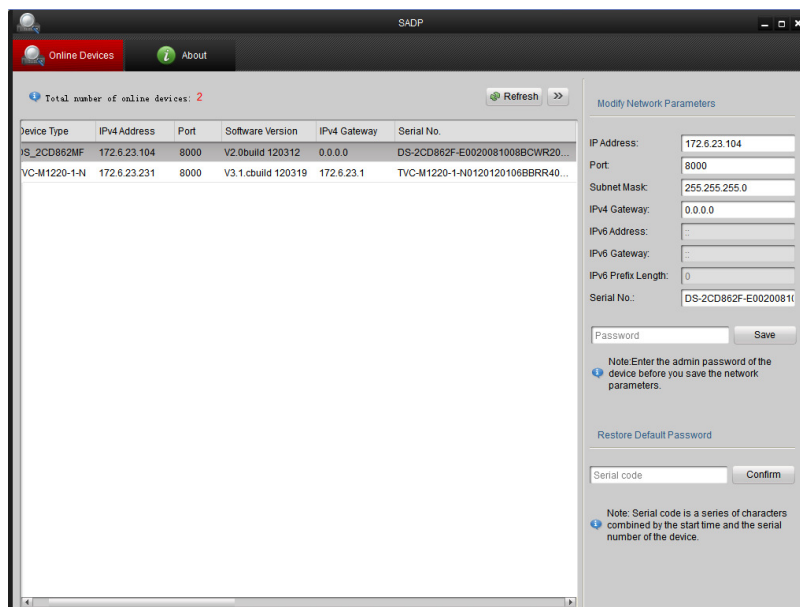 SADP
Online Devices
About
Total number of online devices: 2
Refresh
>>
Device Type IPv4 Address Port Software Version IPv4 Gateway Serial No.
DS_2CD862MF 172.6.23.104 8000 V2.0build 120312 0.0.0.0 DS-2CD862F-E0020081008BCWR20...
TVC-M1220-1-N 172.6.23.231 8000 V3.1.cbuild 120319 172.6.23.1 TVC-M1220-1-N0120120106BBRR40...
Modify Network Parameters
IP Address: 172.6.23.104
Port: 8000
Subnet Mask: 255.255.255.0
IPv4 Gateway: 0.0.0.0
IPv6 Address: ::
IPv6 Gateway: ::
IPv6 Prefix Length: 0
Serial No.: DS-2CD862F-E0020081(
Password
Save
Note:Enter the admin password of the
device before you save the network
parameters.
Restore Default Password
Serial code
Confirm
Note: Serial code is a series of characters
combined by the start time and the serial
number of the device.